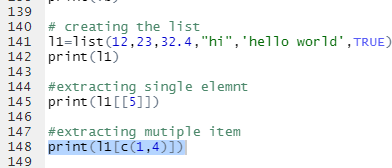 139
140 # creating the list
141 l1=list(12,23,32.4,"hi",'hello world',TRUE)
142 print(l1)
143
144 #extracting single elemnt
145 print(l1[[5]])
146
147 #extracting mutiple item
148 print(l1[c(1,4)])
149